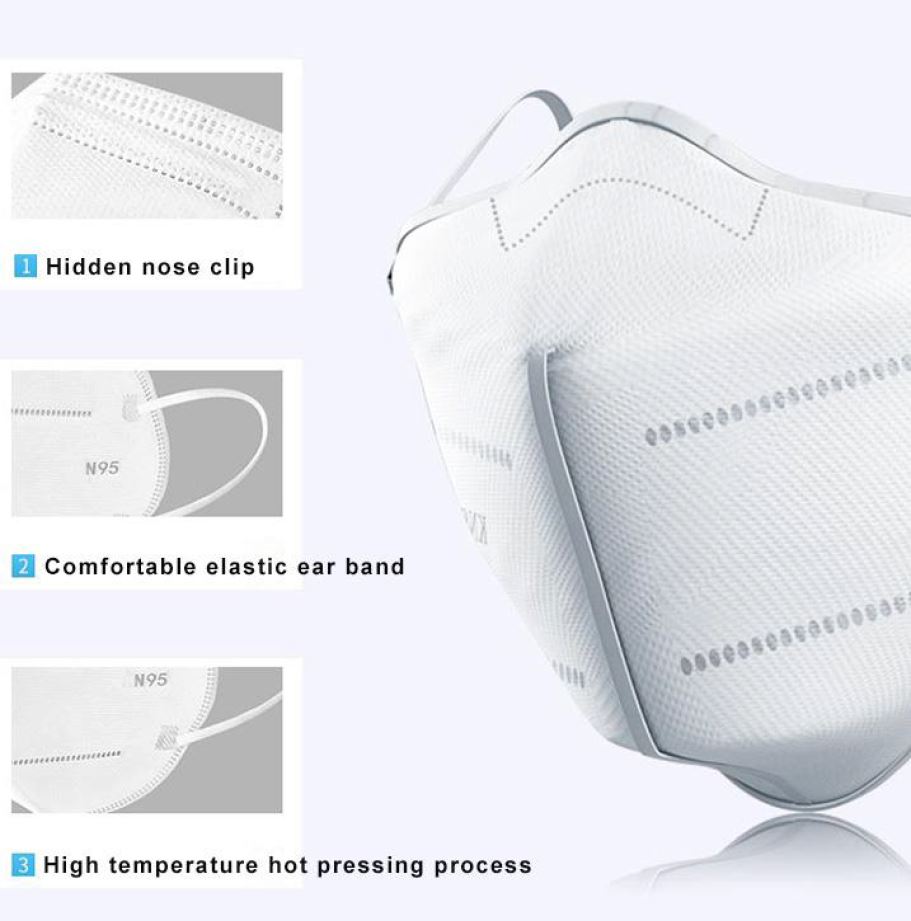 1 Hidden nose clip
N95
2 Comfortable elastic ear band
N95
3 High temperature hot pressing process